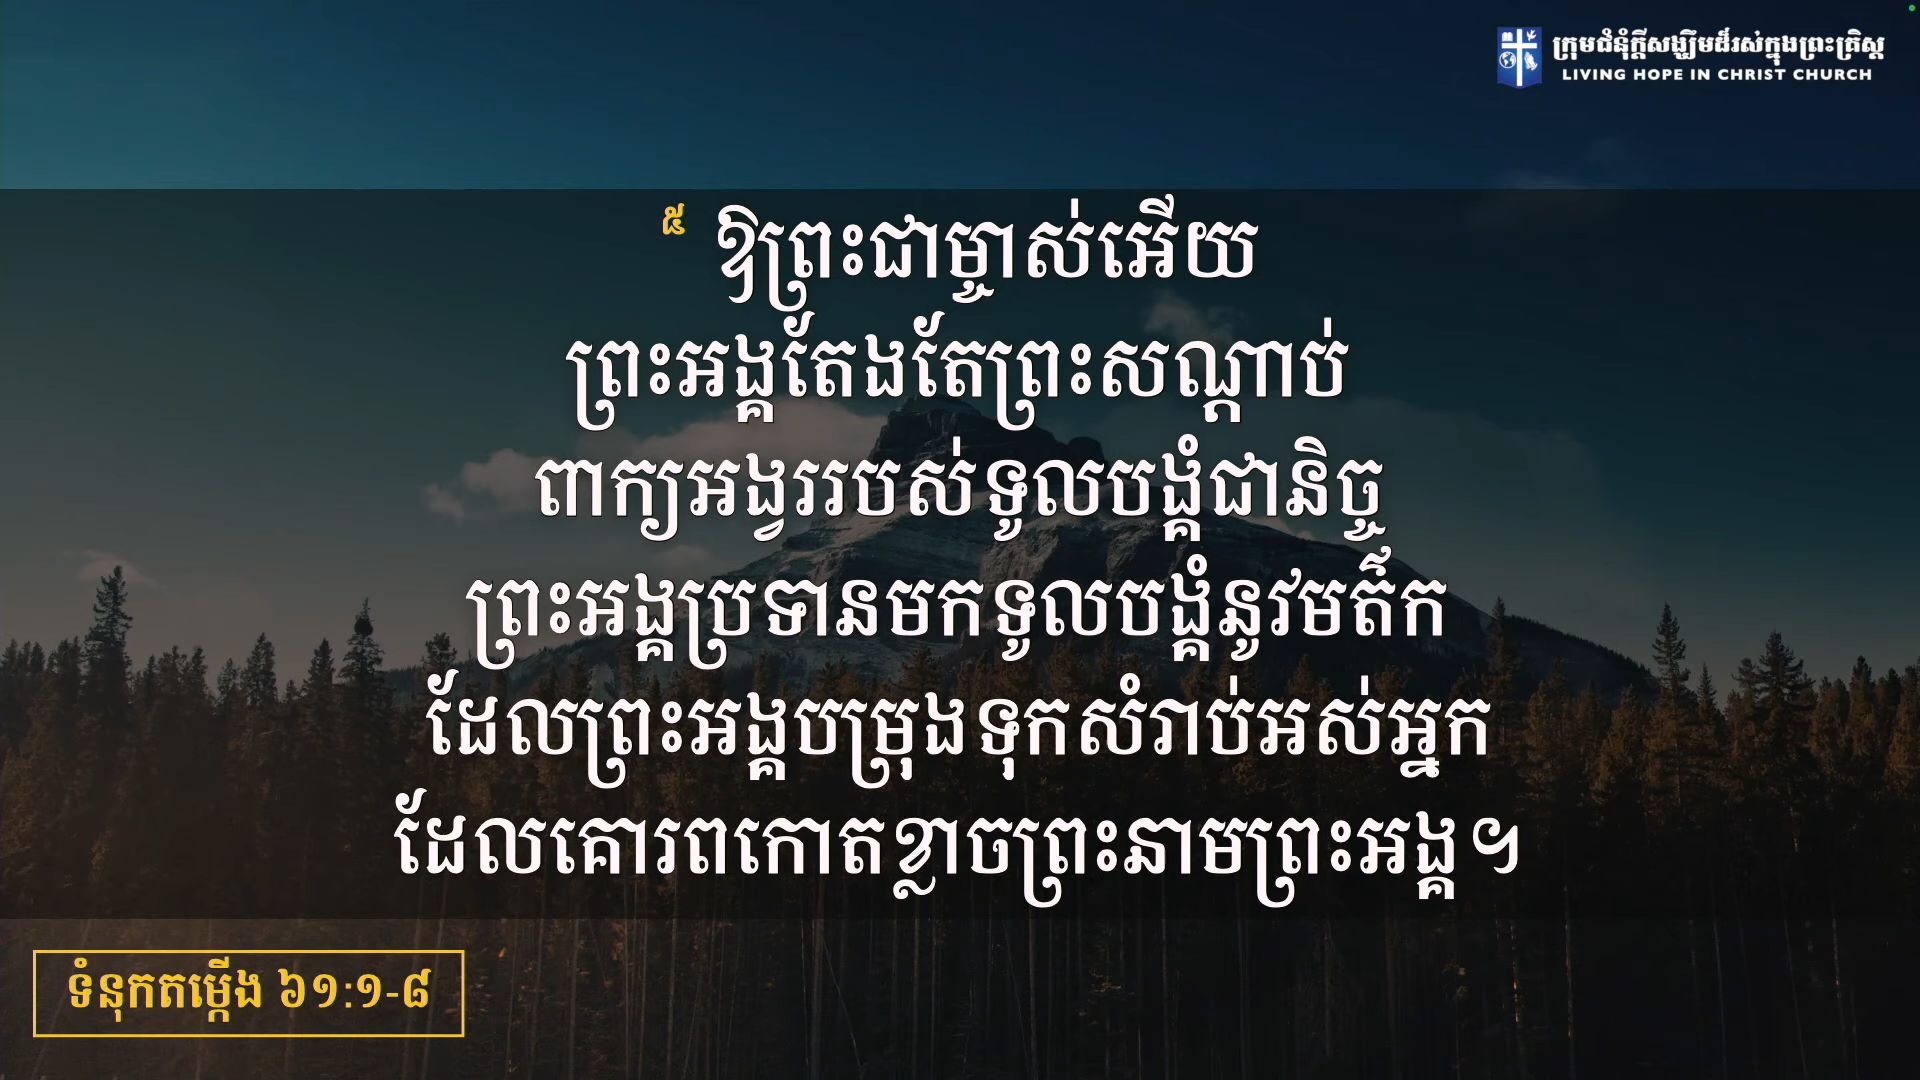 ក្រុមជំនុំក្តីសង្ឃឹមដ៏រស់ក្នុងព្រះគ្រិស្ត
LIVING HOPE IN CHRIST CHURCH
៥ ឱព្រះជាម្ចាស់អើយ
ព្រះអង្គតែងតែព្រះសណ្តាប់
ពាក្យអង្វររបស់ទូលបង្គំជានិច្ច
ព្រះអង្គប្រទានមកទូលបង្គំនូវមត៌ក
ដែលព្រះអង្គបម្រុងទុកសំរាប់អស់អ្នក
ដែលគោរពកោតខ្លាចព្រះនាមព្រះអង្គ។
ទំនុកតម្កើង ៦១:១-៨